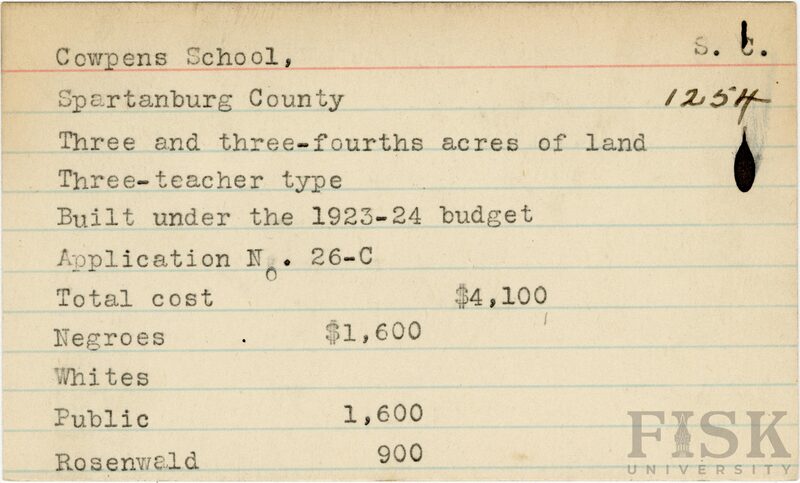 Cowpens School, S. C.
Spartanburg County 1254
Three and three-fourths acres of land
Three-teacher type
Built under the 1923-24 budget
Application No. 26-C
Total cost $4,100
Negroes $1,600
Whites
Public 1,600
Rosenwald 900
FISK
UNIVERSITY